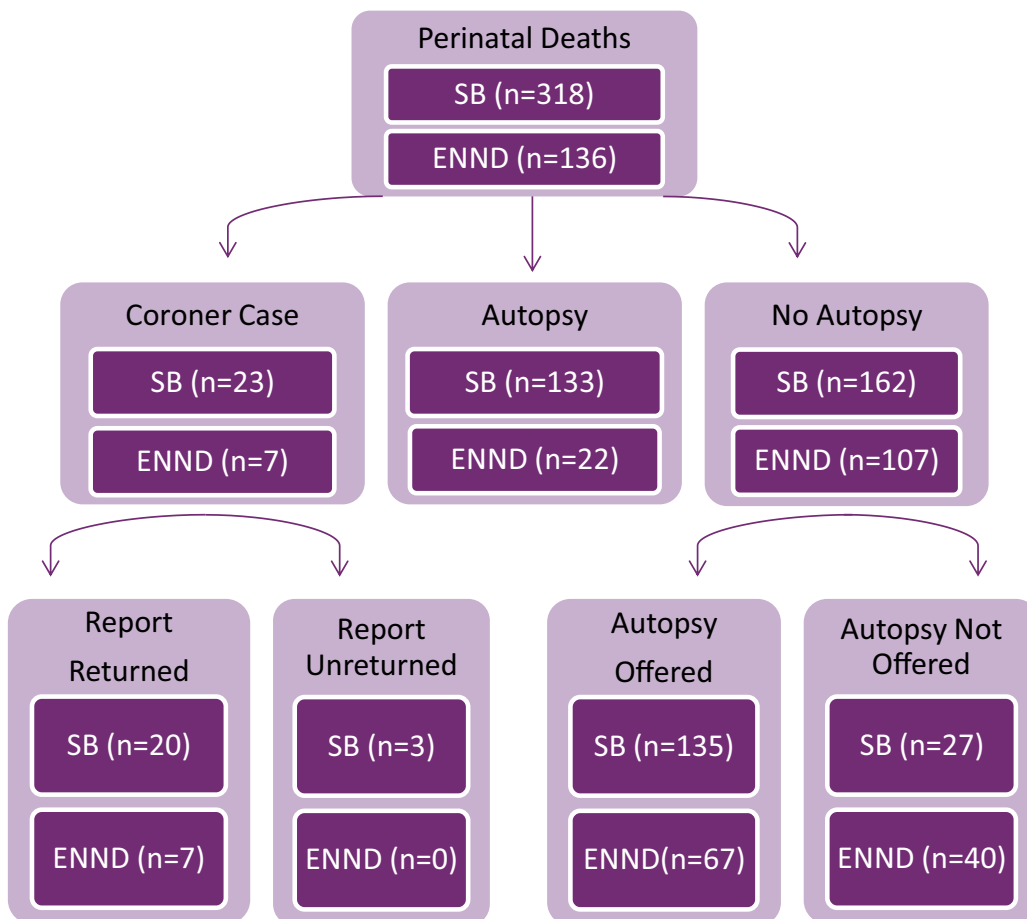 Perinatal Deaths
SB (n=318)
ENND (n=136)
Coroner Case
SB (n=23)
ENND (n=7)
Autopsy
SB (n=133)
ENND (n=22)
No Autopsy
SB (n=162)
ENND (n=107)
Report
Returned
SB (n=20)
ENND (n=7)
Report
Unreturned
SB (n=3)
ENND (n=0)
Autopsy
Offered
SB (n=135)
ENND(n=67)
Autopsy Not
Offered
SB (n=27)
ENND (n=40)